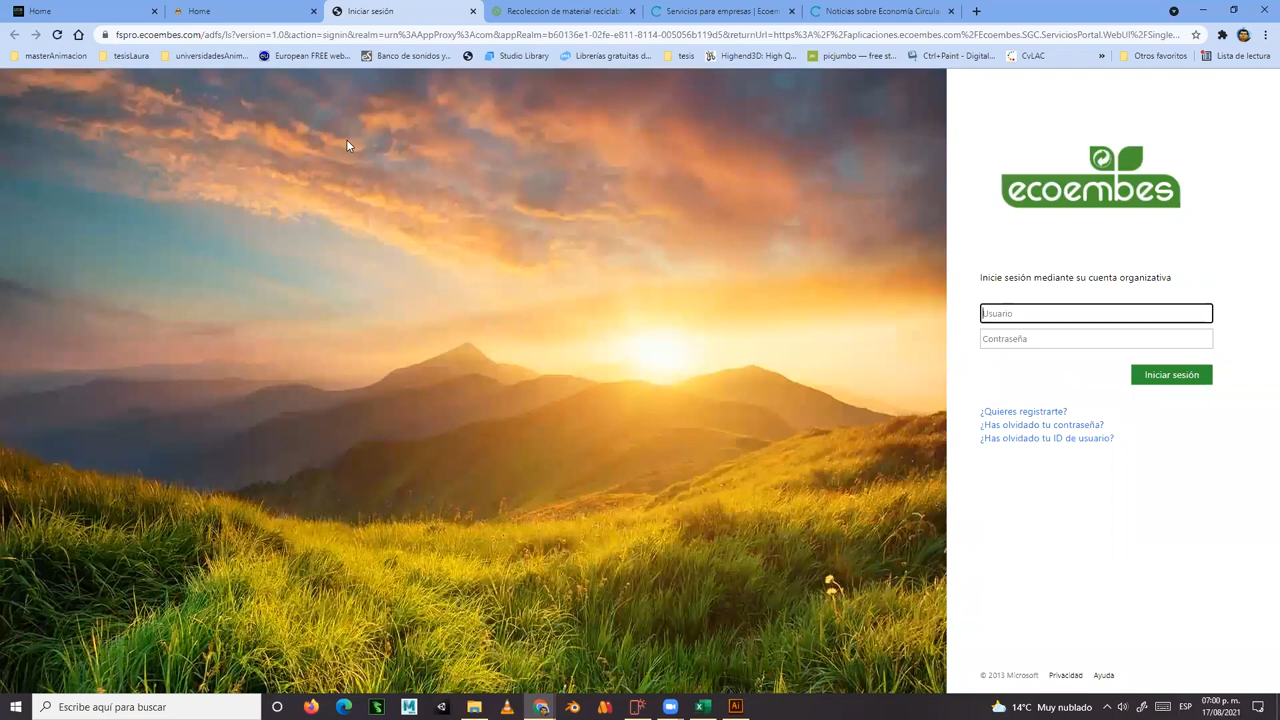 Home
Home
Iniciar sesión
Recoleccion de material reciclab
Servicios para empresas | Ecoem
Noticias sobre Economía Circula
fspro.ecoembes.com/adfs/ls?version=1.0&action=signin&realm=urn%3AAppProxy%3Acom&appRealm=b60136e1-02fe-e811-8114-005056b119d5&returnUrl=https%3A%2F%2Faplicaciones.ecoembes.com%2FEcoembes.SGC.ServiciosPortal.WebUI%2FSingle...
masterAnimacion
tesisLaura
universidadesAnim...
European FREE web...
Banco de sonidos y...
Studio Library
Librerías gratuitas d...
tesis
Highend3D: High Q...
picjumbo — free st...
Ctrl+Paint - Digital...
CvLAC
»
Otros favoritos
Lista de lectura
ecoembes
Inicie sesión mediante su cuenta organizativa
Usuario
Contraseña
Iniciar sesión
¿Quieres registrarte?
¿Has olvidado tu contraseña?
¿Has olvidado tu ID de usuario?
© 2013 Microsoft Privacidad Ayuda
Escribe aquí para buscar
14°C Muy nublado
ESP
07:00 p. m.
17/08/2021